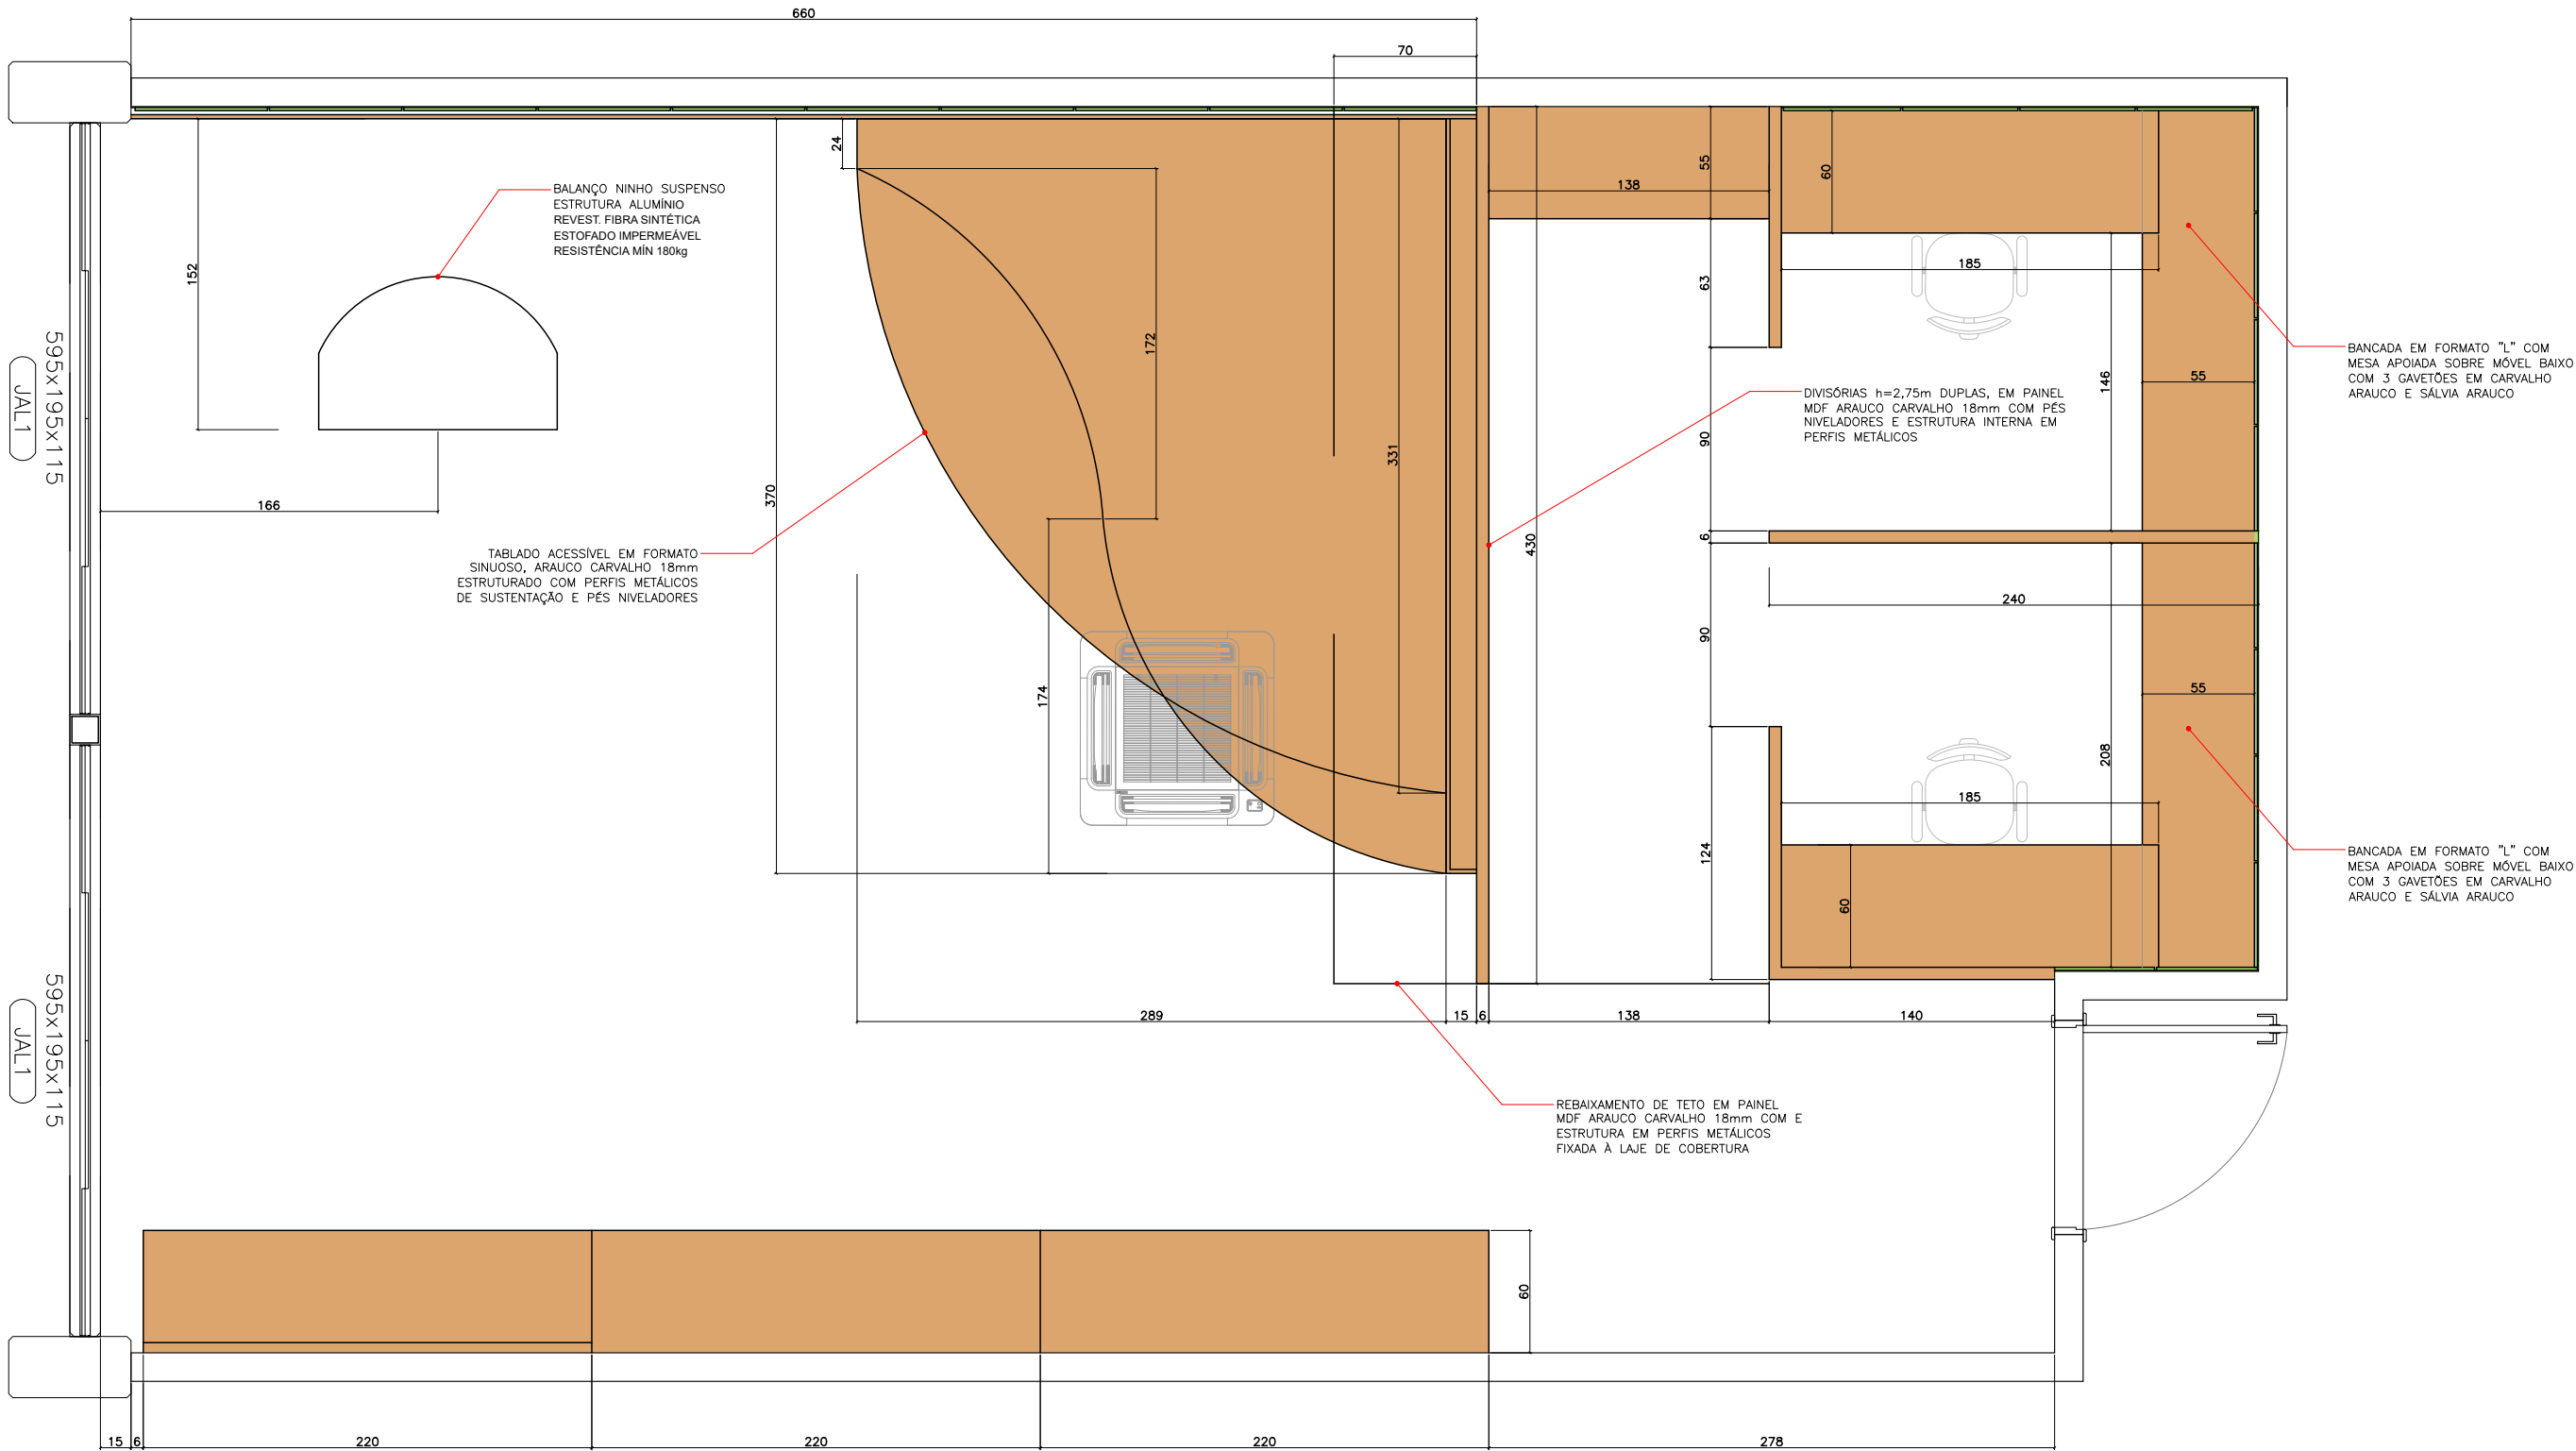 660
70
24
55
138
60
BALANÇO NINHO SUSPENSO
ESTRUTURA ALUMÍNIO
REVEST. FIBRA SINTÉTICA
ESTOFADO IMPERMEÁVEL
RESISTÊNCIA MÍN 180kg
152
185
63
172
146
55
BANCADA EM FORMATO "L" COM
MESA APOIADA SOBRE MÓVEL BAIXO
COM 3 GAVETÕES EM CARVALHO
ARAUCO E SÁLVIA ARAUCO
595x195x115
JAL1
DIVISÓRIAS h=2,75m DUPLAS, EM PAINEL
MDF ARAUCO CARVALHO 18mm COM PÉS
NIVELADORES E ESTRUTURA INTERNA EM
PERFIS METÁLICOS
90
331
370
166
430
6
TABLADO ACESSÍVEL EM FORMATO
SINUOSO, ARAUCO CARVALHO 18mm
ESTRUTURADO COM PERFIS METÁLICOS
DE SUSTENTAÇÃO E PÉS NIVELADORES
240
90
174
55
208
185
124
60
BANCADA EM FORMATO "L" COM
MESA APOIADA SOBRE MÓVEL BAIXO
COM 3 GAVETÕES EM CARVALHO
ARAUCO E SÁLVIA ARAUCO
289
15
6
138
140
595x195x115
JAL1
REBAIXAMENTO DE TETO EM PAINEL
MDF ARAUCO CARVALHO 18mm COM E
ESTRUTURA EM PERFIS METÁLICOS
FIXADA À LAJE DE COBERTURA
60
15
6
220
220
220
278